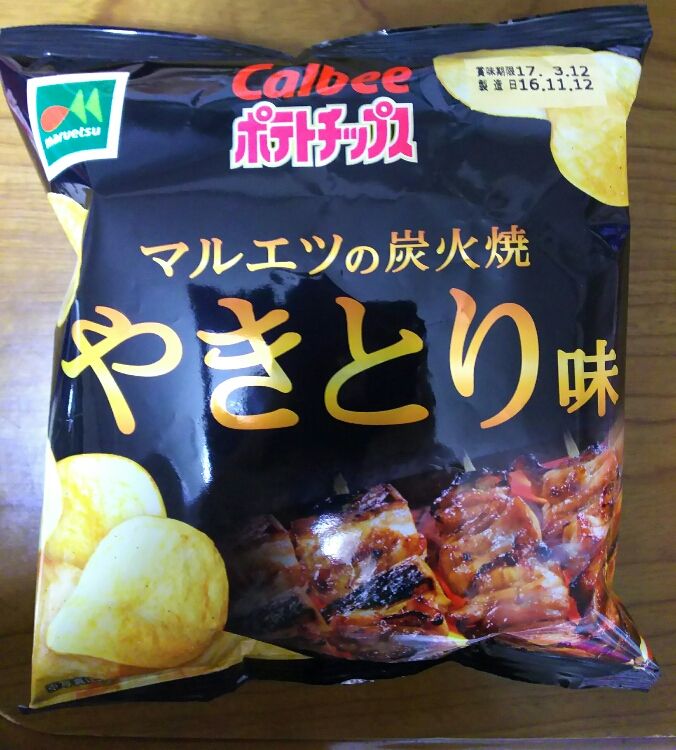 Calbee
ポテトチップス
賞味期限17. 3.12
製造日16.11.12
maruetsu
マルエツの炭火焼
やきとり味